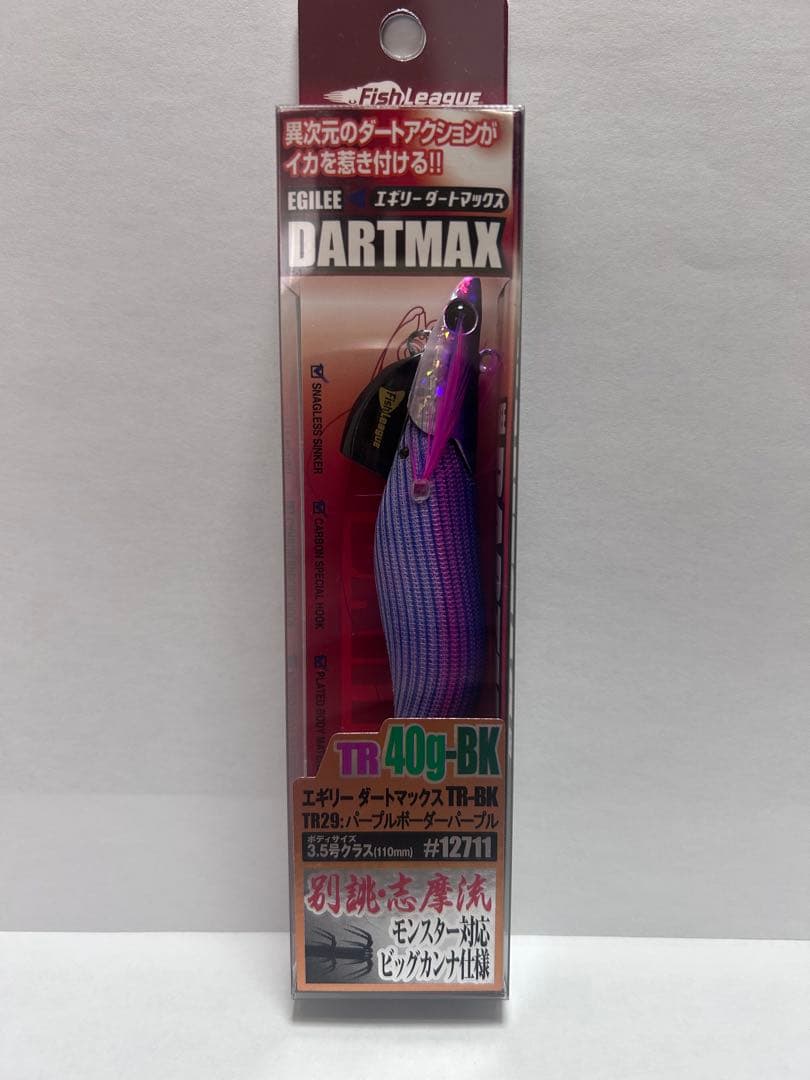 FishLeague
異次元のダートアクションが
イカを惹き付ける!!
EGILEE エギリーダートマックス
DARTMAX
FishLeague
SNAGLESS SINKER
CARBON SPECIAL HOOK
PLATED BODY
TR 40g-BK
エギリー ダートマックス TR-BK
TR29:パープルボーダーパープル
ボディサイズ
3.5号クラス(110mm) #12711
別誂・志摩流
モンスター対応
ビッグカンナ仕様